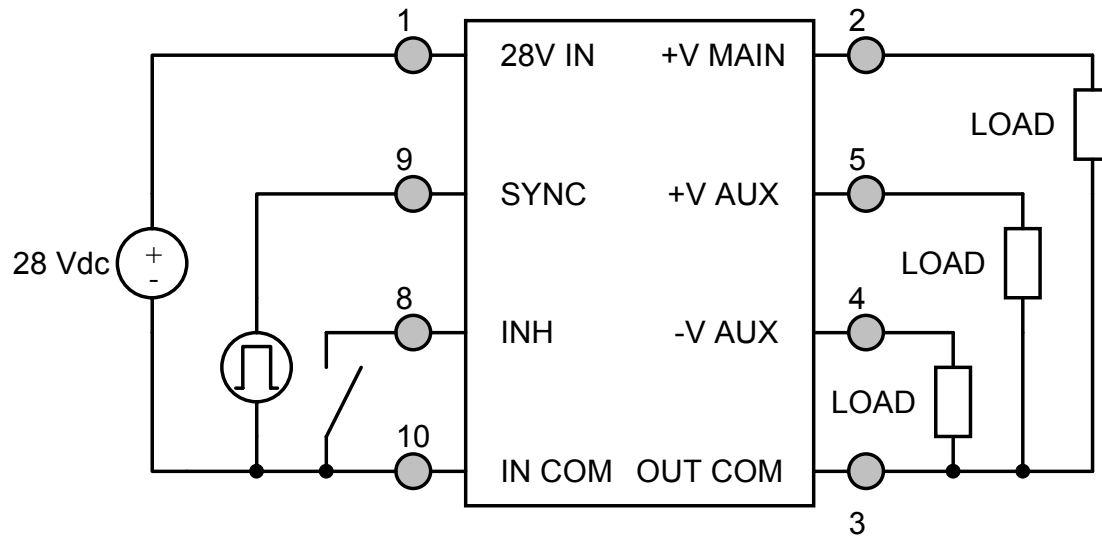 1
2
28V IN
+V MAIN
LOAD
9
5
SYNC
+V AUX
28 Vdc
+
-
LOAD
8
4
INH
-V AUX
LOAD
10
IN COM
OUT COM
3